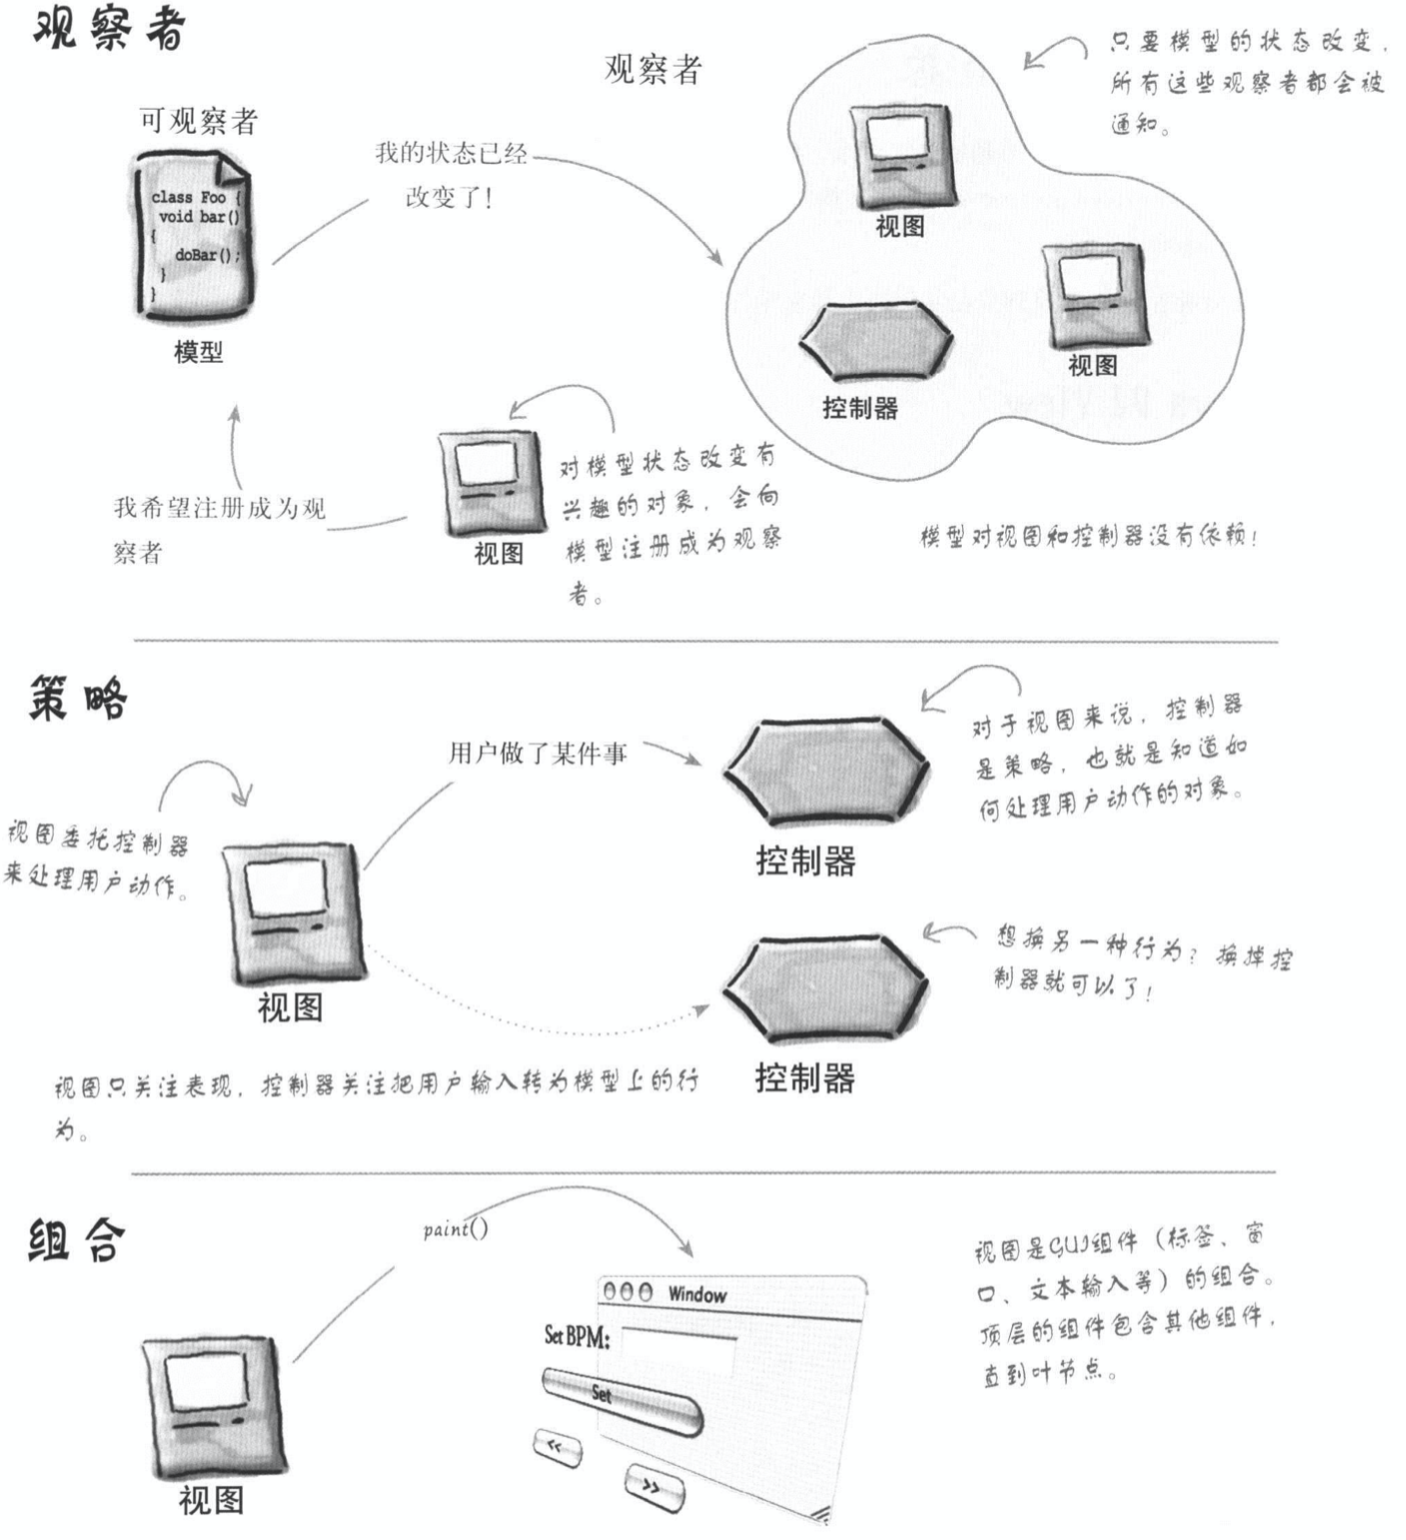 观察者
观察者
只要模型的状态改变，
所有这些观察者都会被
通知。
可观察者
我的状态已经
改变了！
class Foo {
void bar()
{
doBar();
}
}
模型
视图
视图
控制器
我希望注册成为观
察者
视图
对模型状态改变有
兴趣的对象，会向
模型注册成为观察
者。
模型对视图和控制器没有依赖！
策略
用户做了某件事
对于视图来说，控制器
是策略，也就是知道如
何处理用户动作的对象。
视图委托控制器
来处理用户动作。
控制器
视图
想换另一种行为？换掉控
制器就可以了！
控制器
视图只关注表现，控制器关注把用户输入转为模型上的行
为。
组合
paint()
视图是GUI组件（标签、窗
口、文本输入等）的组合。
顶层的组件包含其他组件，
直到叶节点。
Window
Set BPM:
Set
<<
>>
视图